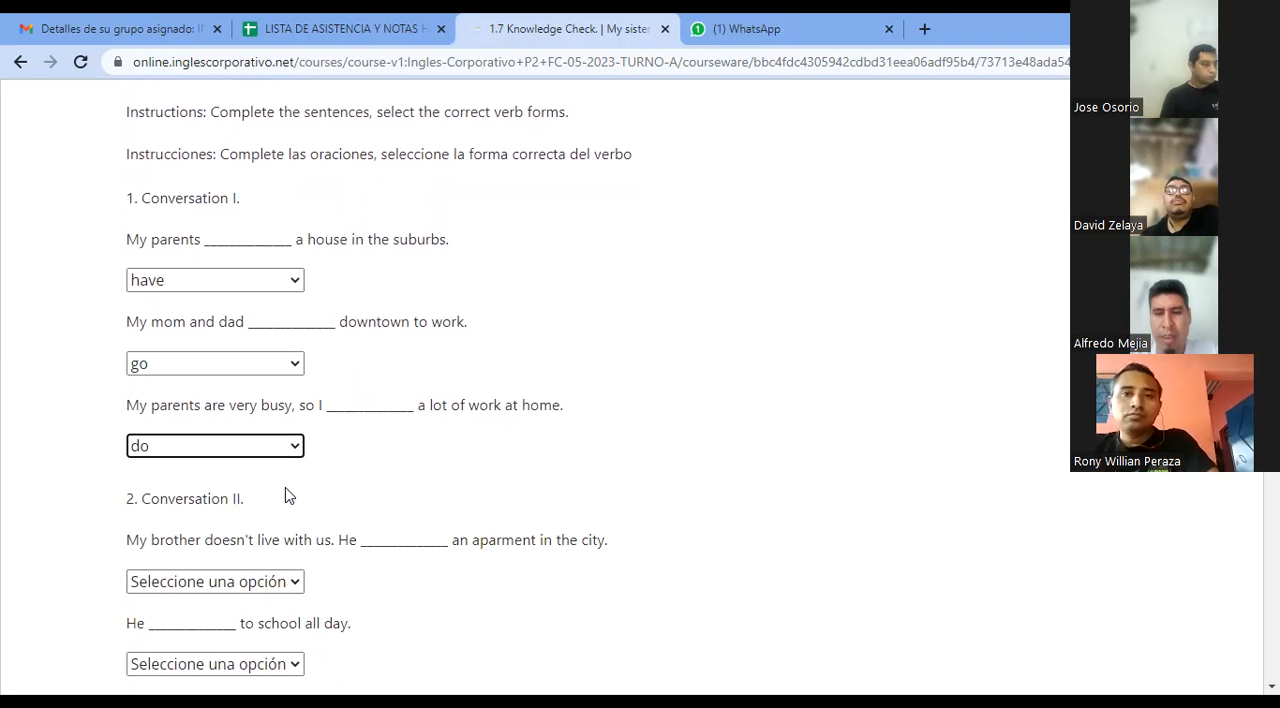 Detalles de su grupo asignado: II
LISTA DE ASISTENCIA Y NOTAS H
1.7 Knowledge Check. | My sister
(1) WhatsApp
online.inglescorporativo.net/courses/course-v1:Ingles-Corporativo+P2+FC-05-2023-TURNO-A/courseware/bbc4fdc4305942cdbd31eea06adf95b4/73713e48ada54
Instructions: Complete the sentences, select the correct verb forms.
Instrucciones: Complete las oraciones, seleccione la forma correcta del verbo
1. Conversation I.
My parents _____________ a house in the suburbs.
have
My mom and dad _____________ downtown to work.
go
My parents are very busy, so I _____________ a lot of work at home.
do
2. Conversation II.
My brother doesn't live with us. He _____________ an aparment in the city.
Seleccione una opción
He _____________ to school all day.
Seleccione una opción
Jose Osorio
David Zelaya
Alfredo Mejia
Rony Willian Peraza